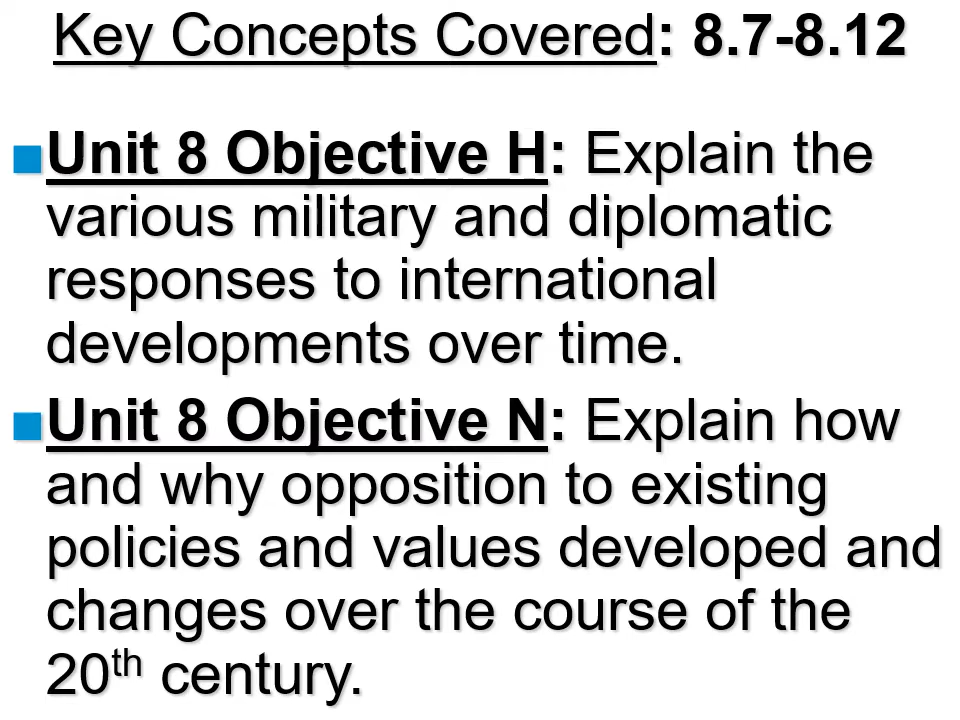 Key Concepts Covered: 8.7-8.12
■Unit 8 Objective H: Explain the
various military and diplomatic
responses to international
developments over time.
■Unit 8 Objective N: Explain how
and why opposition to existing
policies and values developed and
changes over the course of the
20th century.